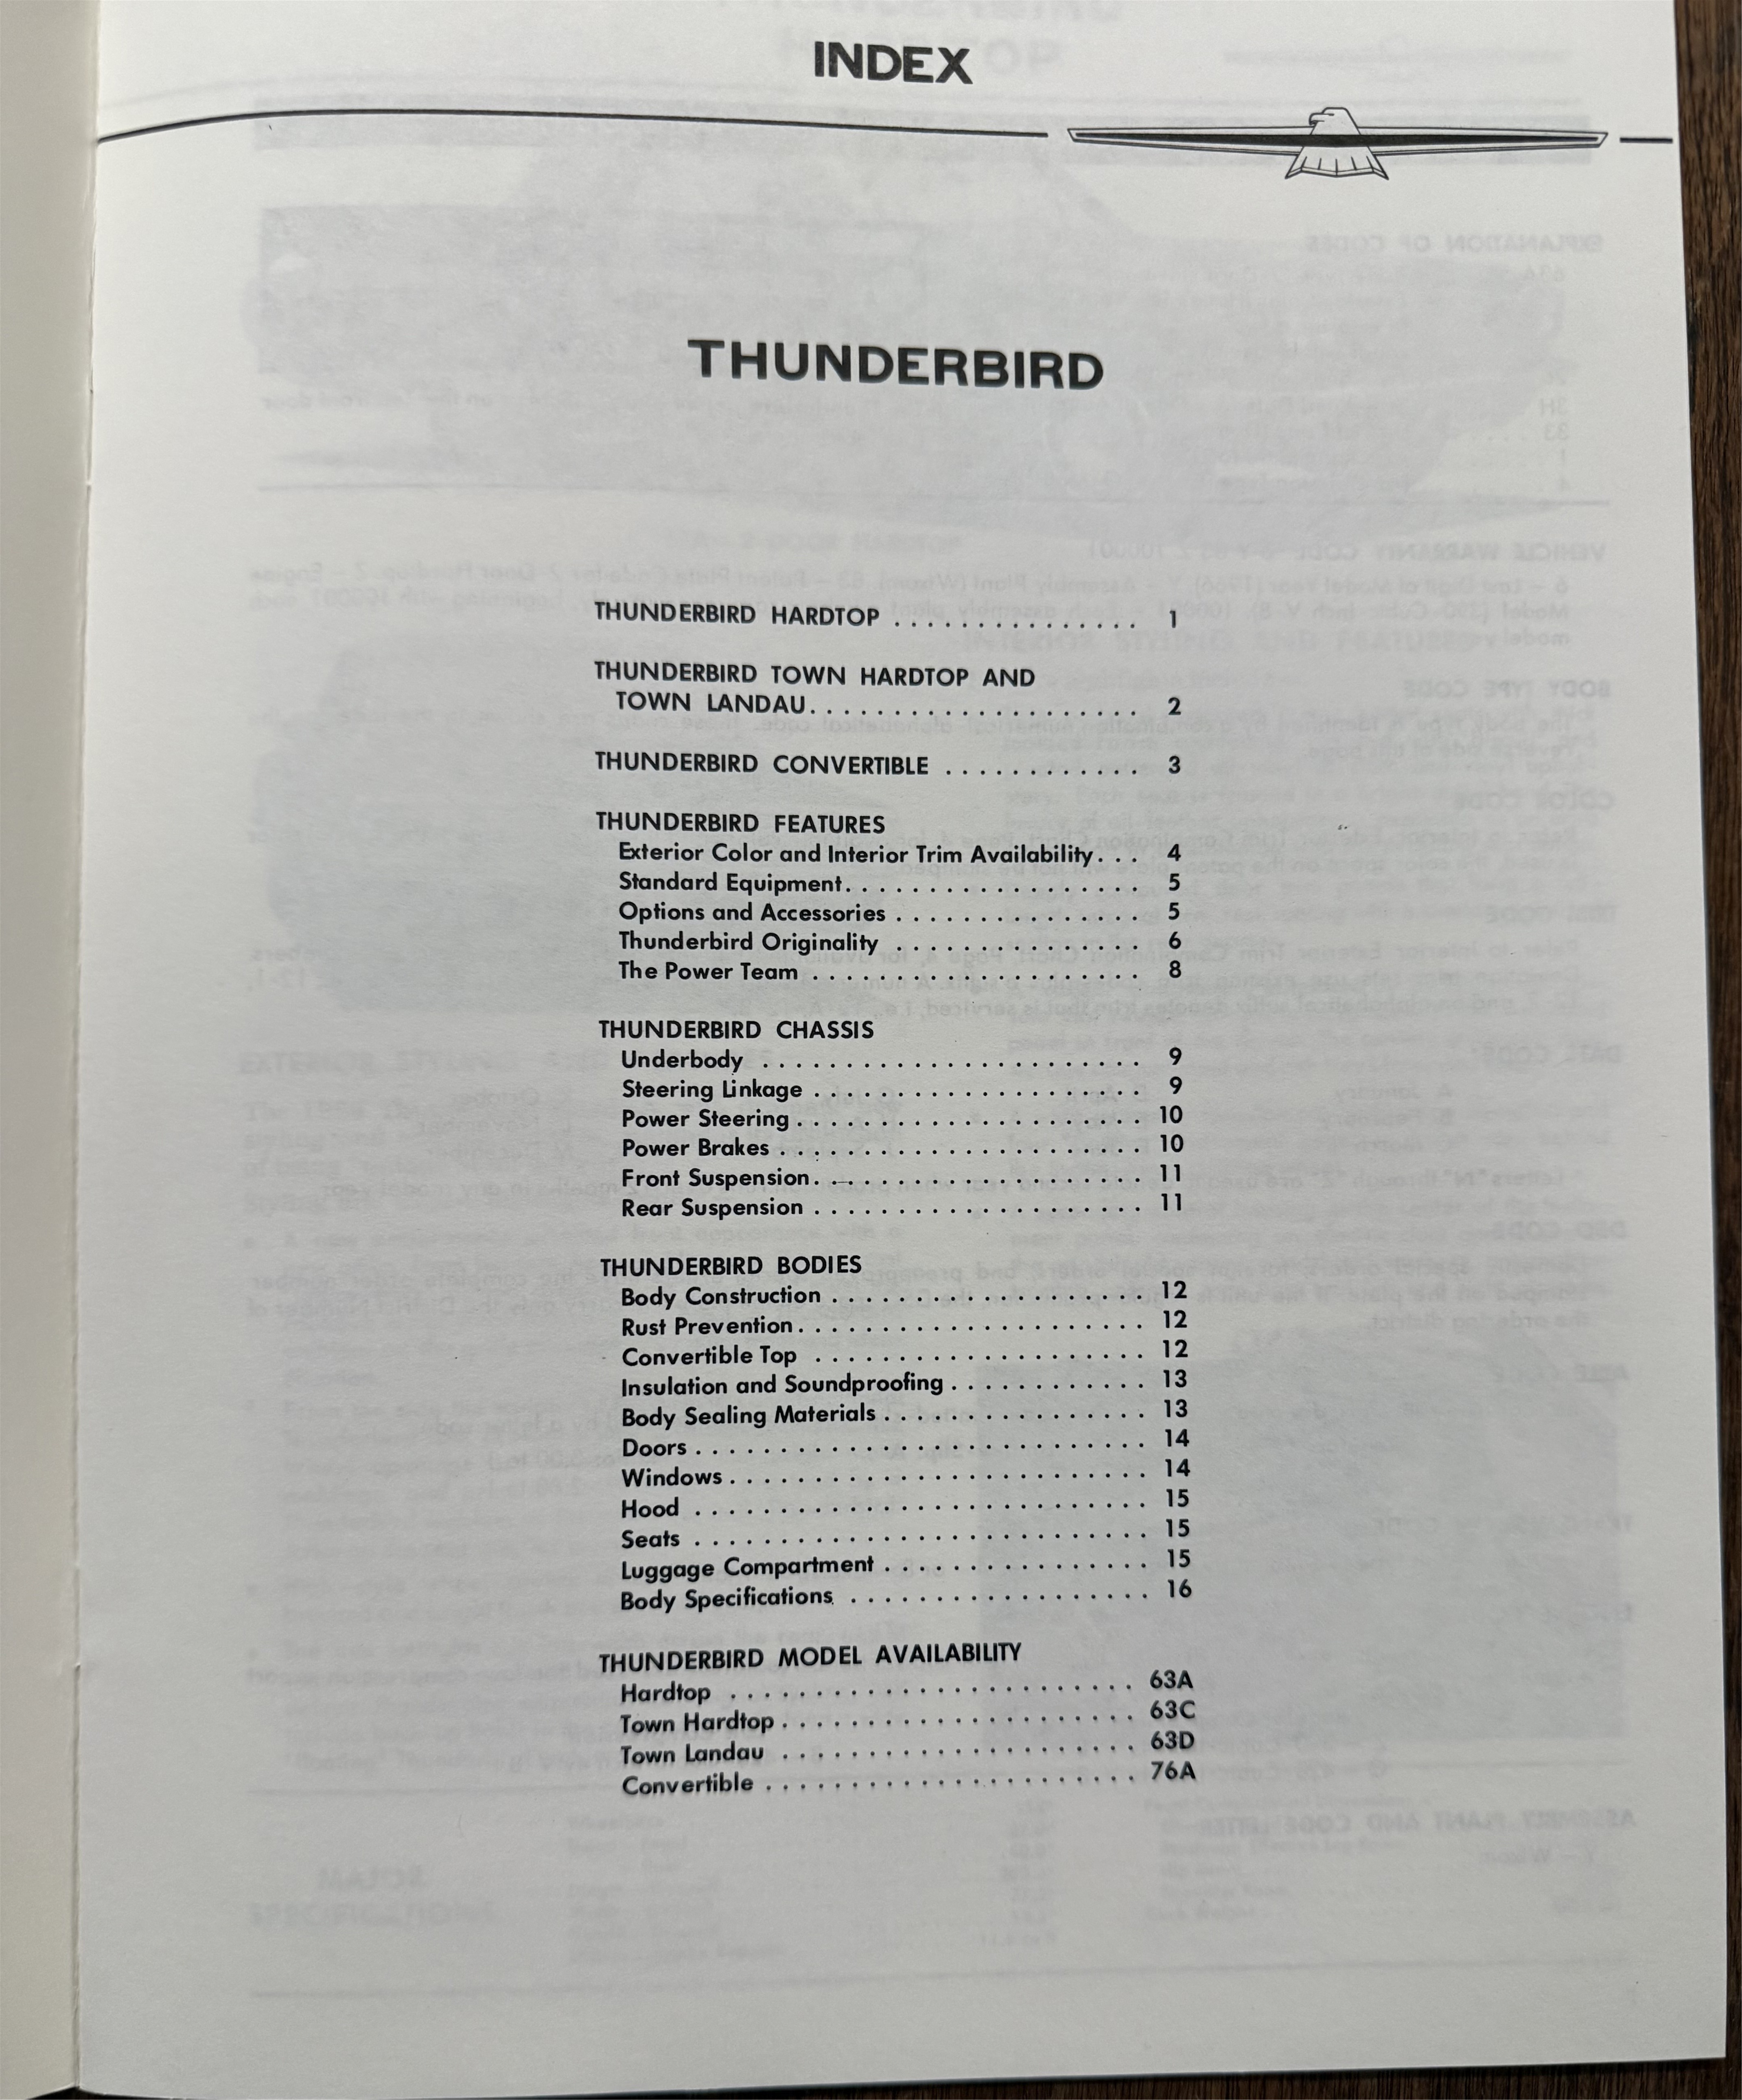 INDEX
THUNDERBIRD
THUNDERBIRD HARDTOP . . . . . . . . . . . . . . . 1
THUNDERBIRD TOWN HARDTOP AND
TOWN LANDAU. . . . . . . . . . . . . . . . . . . . 2
THUNDERBIRD CONVERTIBLE . . . . . . . . . . . . 3
THUNDERBIRD FEATURES
Exterior Color and Interior Trim Availability. . . 4
Standard Equipment. . . . . . . . . . . . . . . . . . 5
Options and Accessories . . . . . . . . . . . . . . . 5
Thunderbird Originality . . . . . . . . . . . . . . . 6
The Power Team . . . . . . . . . . . . . . . . . . . . 8
THUNDERBIRD CHASSIS
Underbody . . . . . . . . . . . . . . . . . . . . . . . 9
Steering Linkage . . . . . . . . . . . . . . . . . . . . 9
Power Steering . . . . . . . . . . . . . . . . . . . . . 10
Power Brakes . . . . . . . . . . . . . . . . . . . . . . 10
Front Suspension. . . . . . . . . . . . . . . . . . . . 11
Rear Suspension . . . . . . . . . . . . . . . . . . . . 11
THUNDERBIRD BODIES
Body Construction . . . . . . . . . . . . . . . . . . . 12
Rust Prevention. . . . . . . . . . . . . . . . . . . . . 12
Convertible Top . . . . . . . . . . . . . . . . . . . . 12
Insulation and Soundproofing . . . . . . . . . . . . 13
Body Sealing Materials . . . . . . . . . . . . . . . . 13
Doors . . . . . . . . . . . . . . . . . . . . . . . . . . . 14
Windows . . . . . . . . . . . . . . . . . . . . . . . . . 14
Hood . . . . . . . . . . . . . . . . . . . . . . . . . . . 15
Seats . . . . . . . . . . . . . . . . . . . . . . . . . . . 15
Luggage Compartment . . . . . . . . . . . . . . . . 15
Body Specifications . . . . . . . . . . . . . . . . . . 16
THUNDERBIRD MODEL AVAILABILITY
Hardtop . . . . . . . . . . . . . . . . . . . . . . . . 63A
Town Hardtop . . . . . . . . . . . . . . . . . . . . . 63C
Town Landau . . . . . . . . . . . . . . . . . . . . . 63D
Convertible . . . . . . . . . . . . . . . . . . . . . . 76A